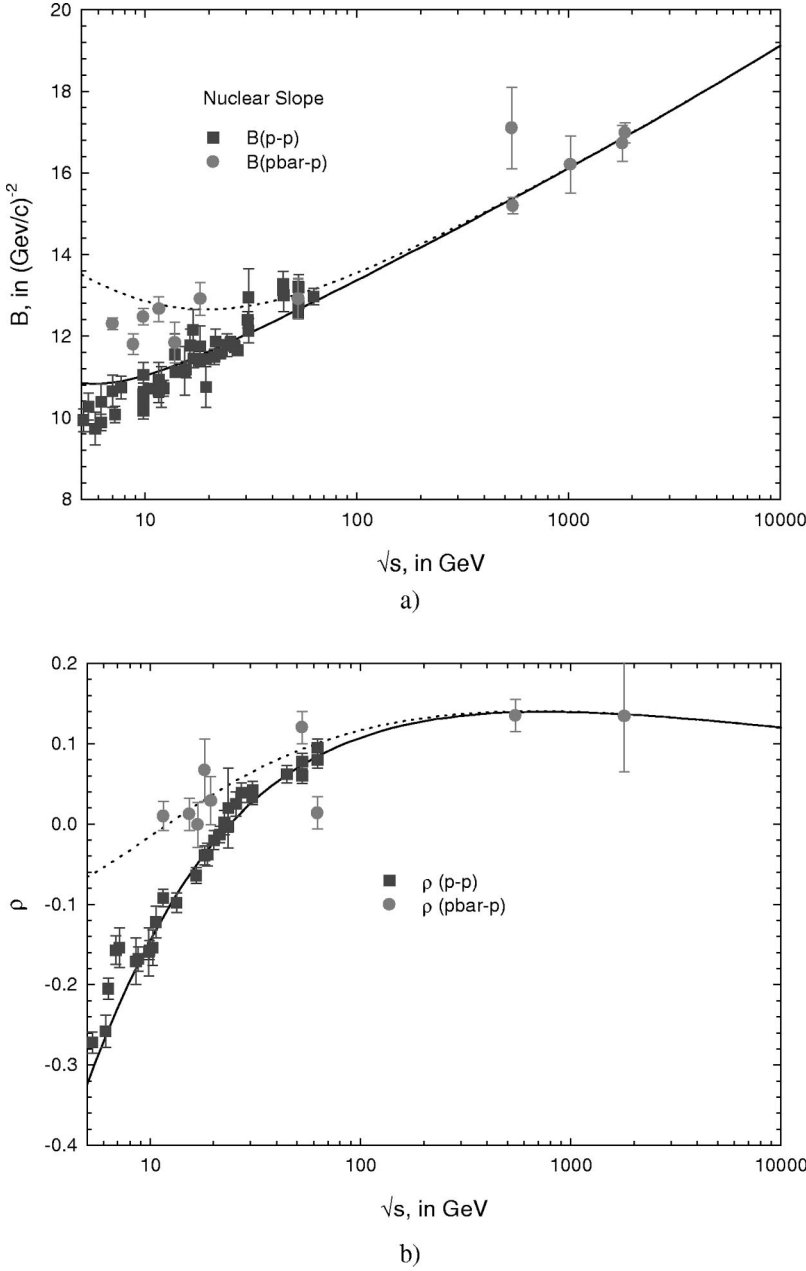 20
18
16
14
12
10
8
B, in (Gev/c)⁻²
Nuclear Slope
B(p-p)
B(pbar-p)
10
100
1000
10000
√s, in GeV
a)
0.2
0.1
0.0
-0.1
-0.2
-0.3
-0.4
ρ
ρ (p-p)
ρ (pbar-p)
10
100
1000
10000
√s, in GeV
b)